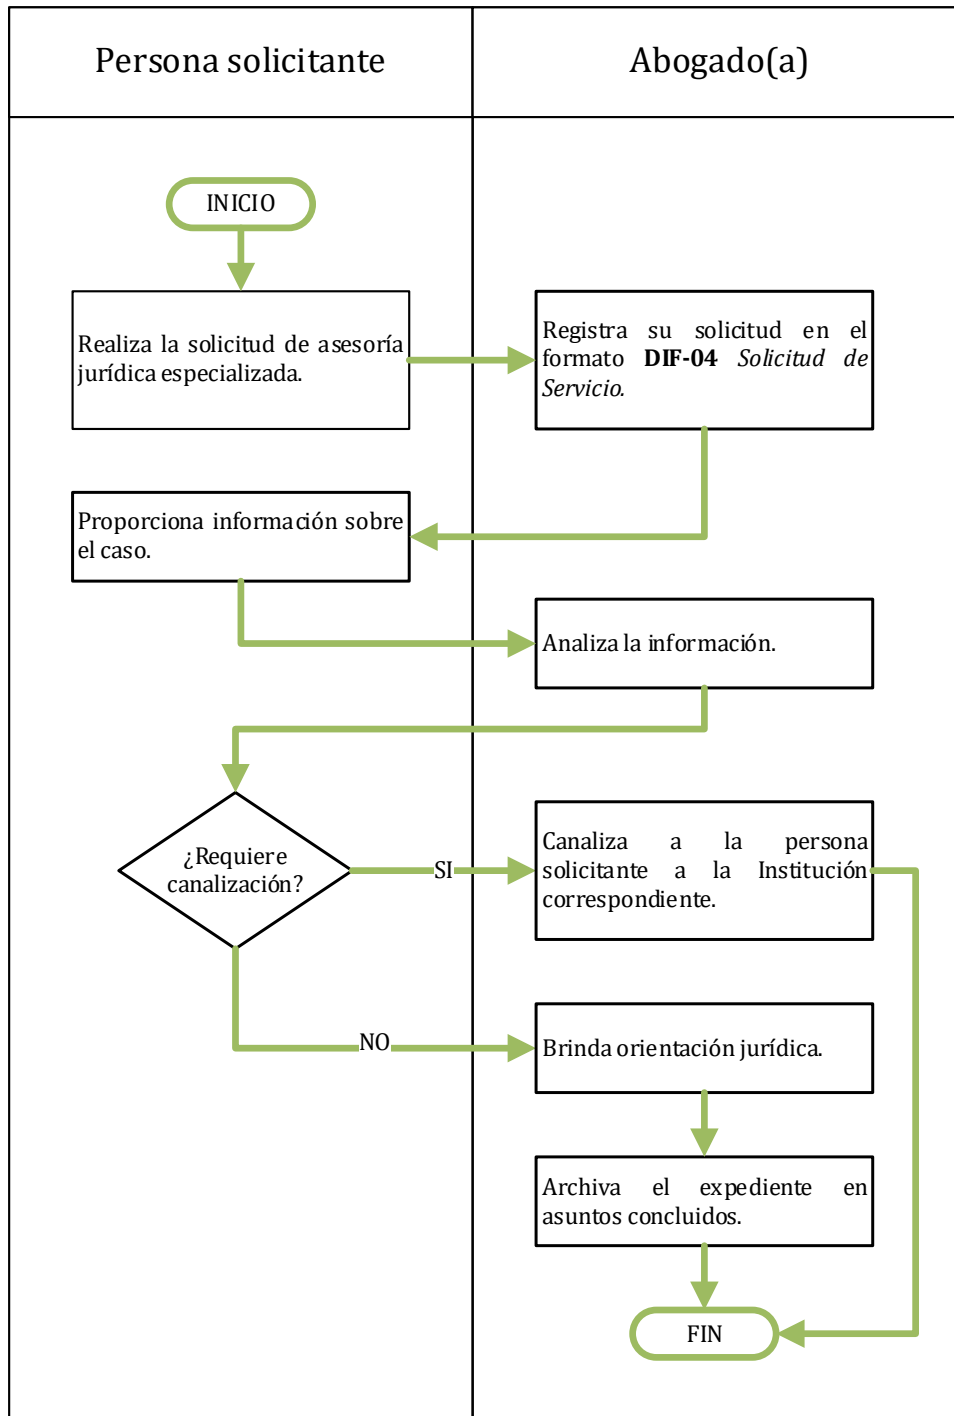 Persona solicitante
Abogado(a)
INICIO
Realiza la solicitud de asesoría
jurídica especializada.
Registra su solicitud en el
formato DIF-04 Solicitud de
Servicio.
Proporciona información sobre
el caso.
Analiza la información.
¿Requiere
canalización?
SI
Canaliza a la persona
solicitante a la Institución
correspondiente.
NO
Brinda orientación jurídica.
Archiva el expediente en
asuntos concluidos.
FIN